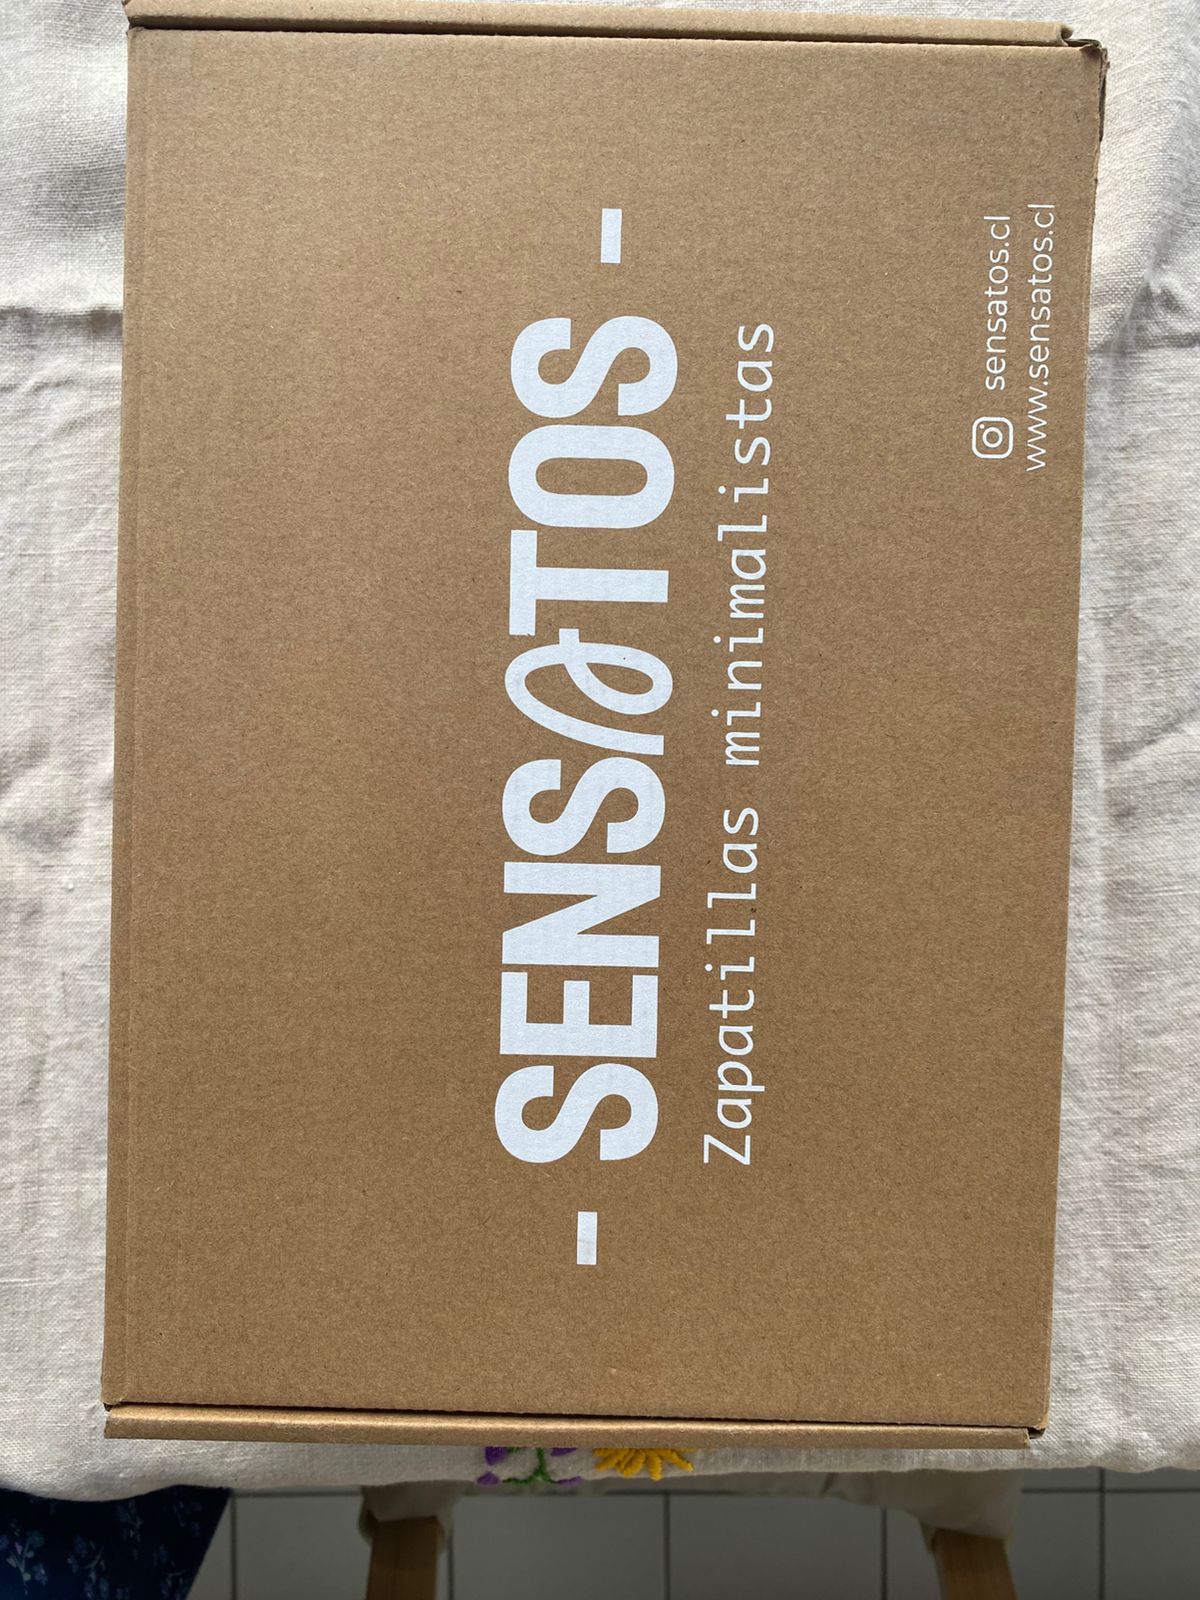 - SENSATOS -
Zapatillas minimalistas
sensatos.cl
www.sensatos.cl